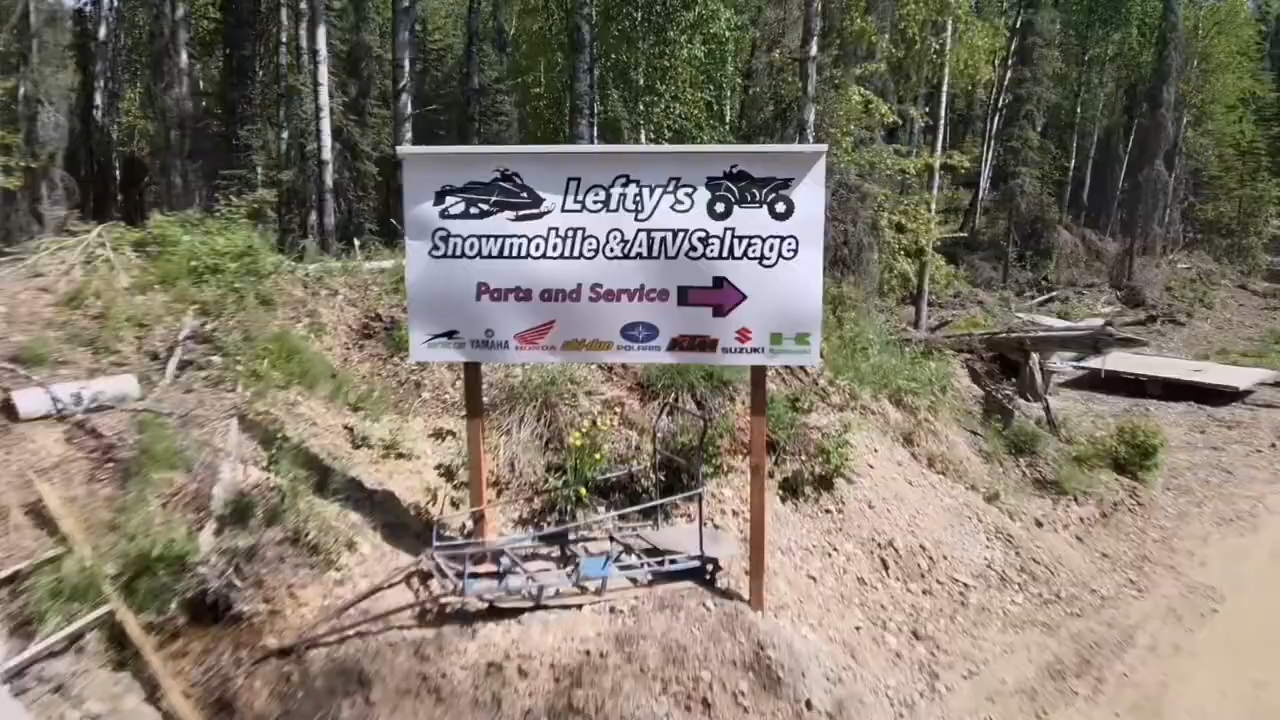 Lefty's
Snowmobile & ATV Salvage
Parts and Service
YAMAHA HONDA ski-doo POLARIS KTM SUZUKI